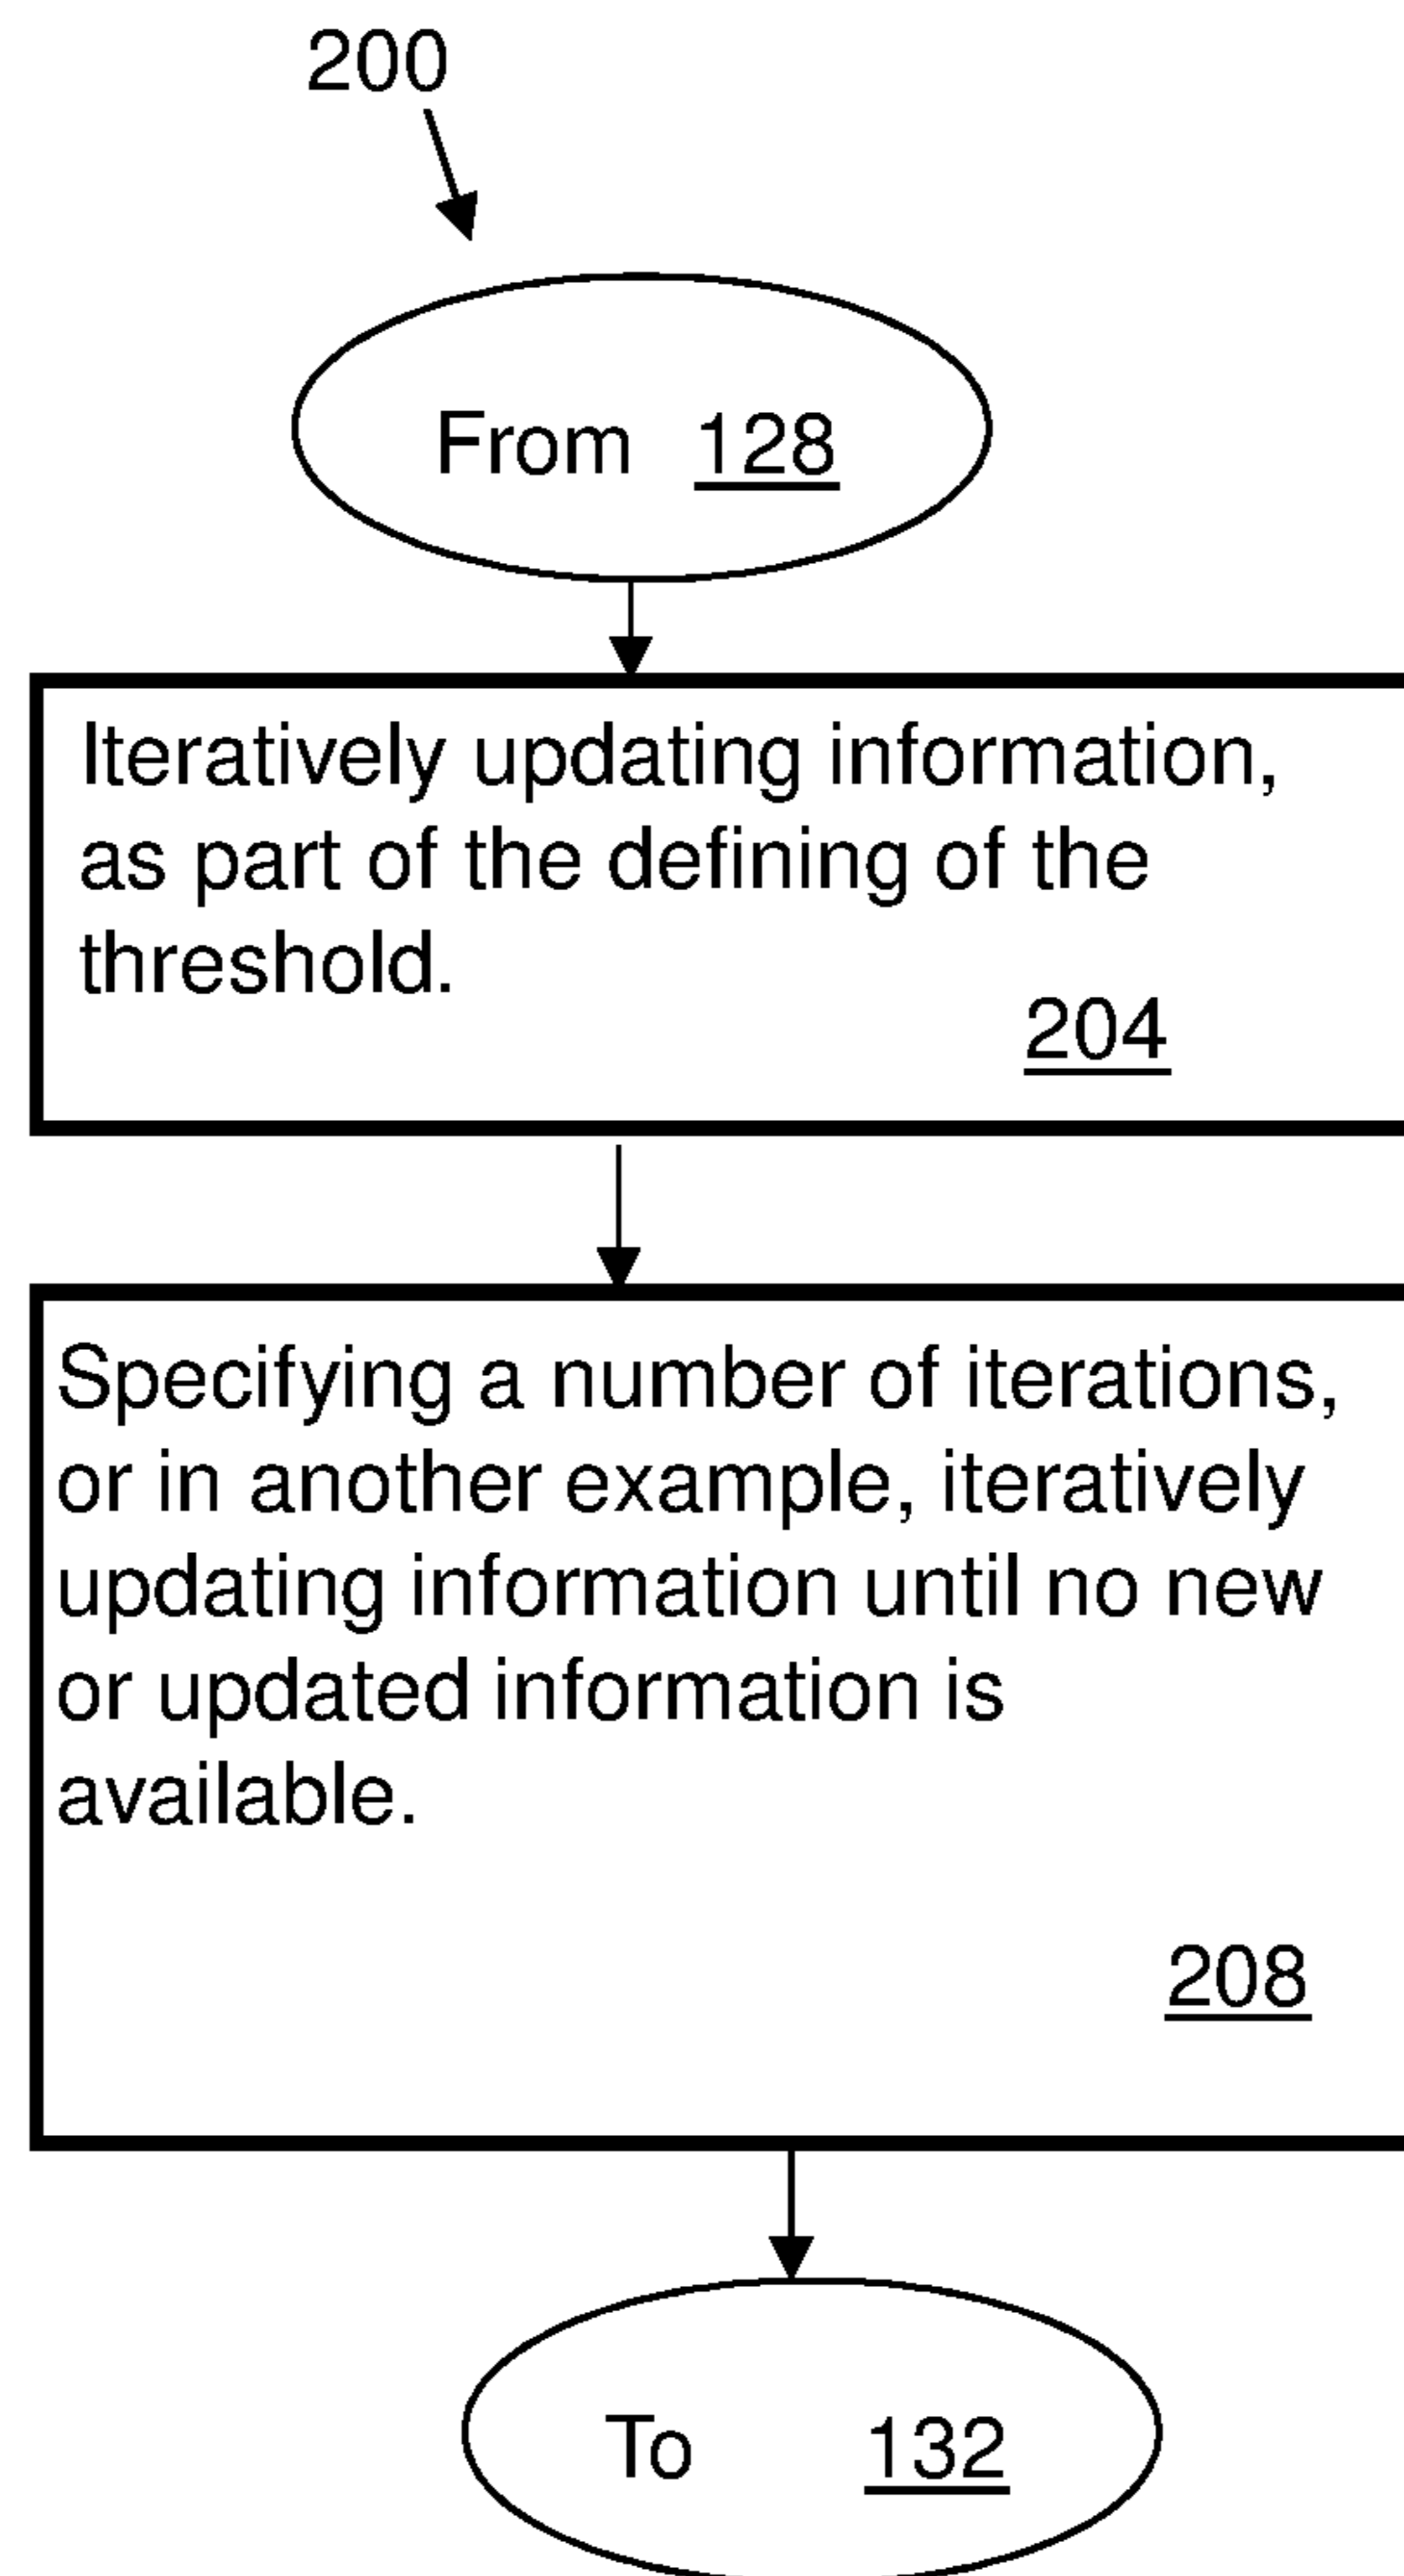 200
From 128
Iteratively updating information,
as part of the defining of the
threshold.
204
Specifying a number of iterations,
or in another example, iteratively
updating information until no new
or updated information is
available.
208
To 132